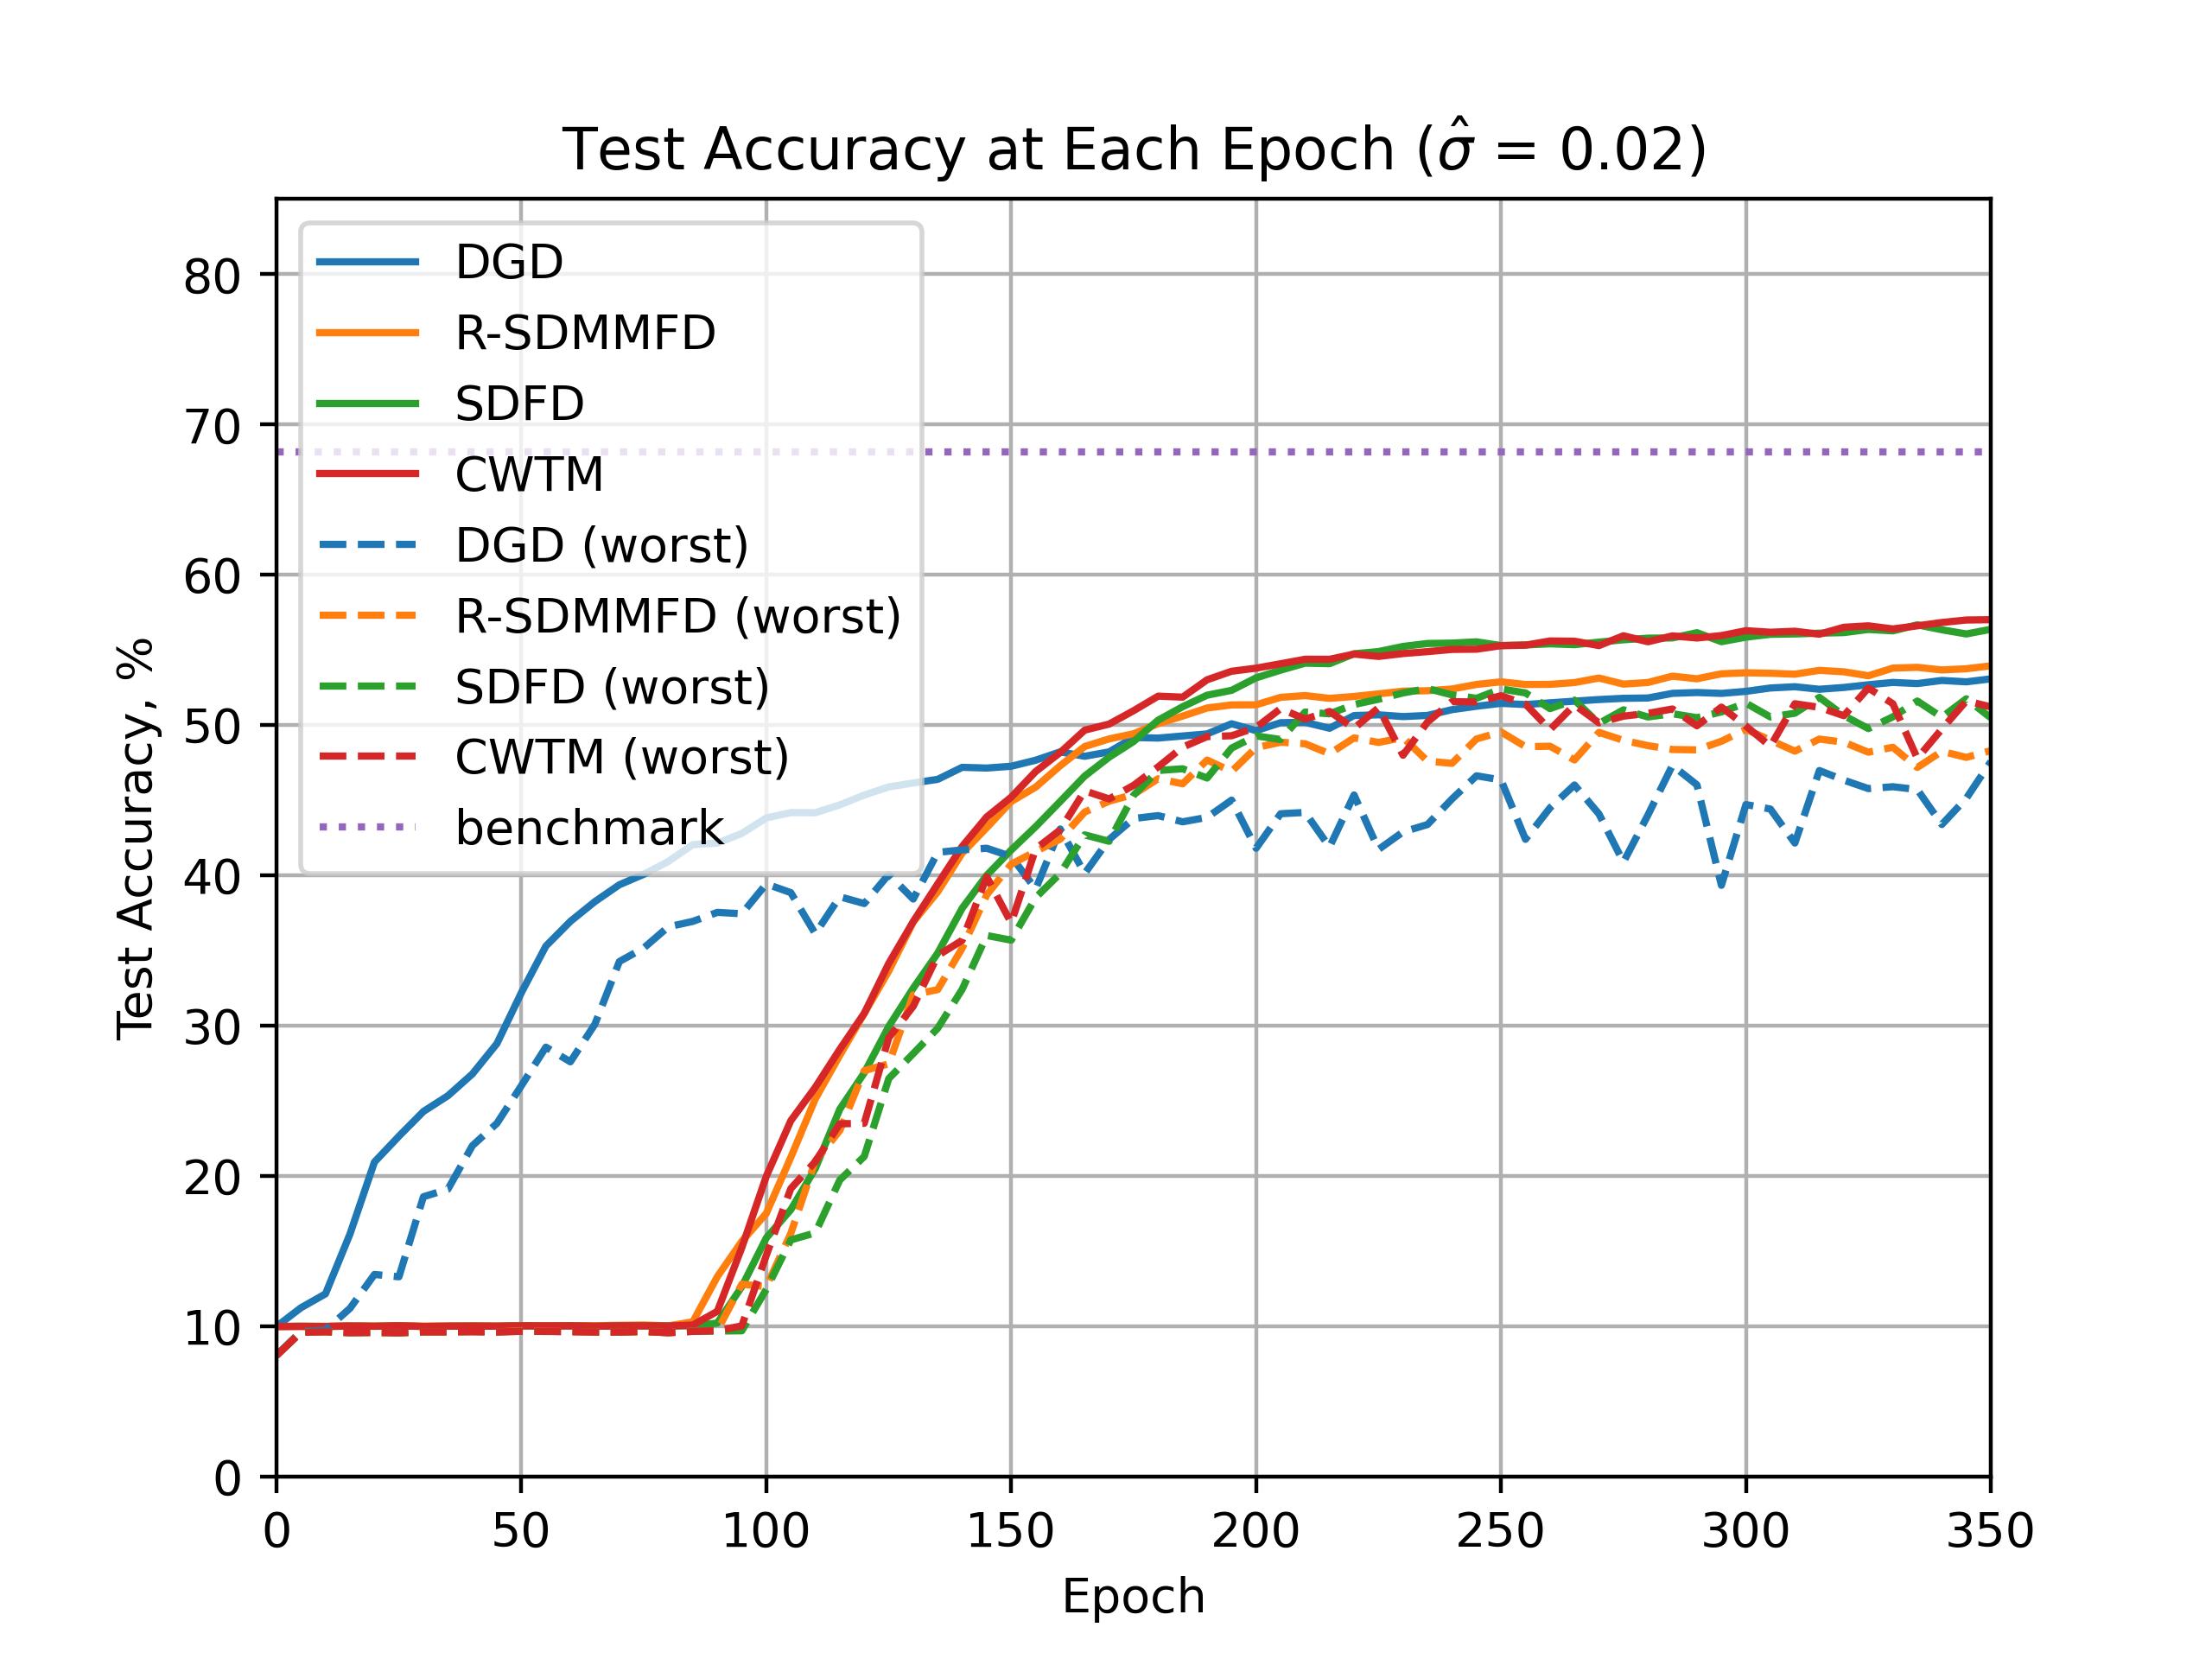 Test Accuracy at Each Epoch (σ̂ = 0.02)
DGD
R-SDMMFD
SDFD
CWTM
DGD (worst)
R-SDMMFD (worst)
SDFD (worst)
CWTM (worst)
benchmark
Test Accuracy, %
80
70
60
50
40
30
20
10
0
0 50 100 150 200 250 300 350
Epoch